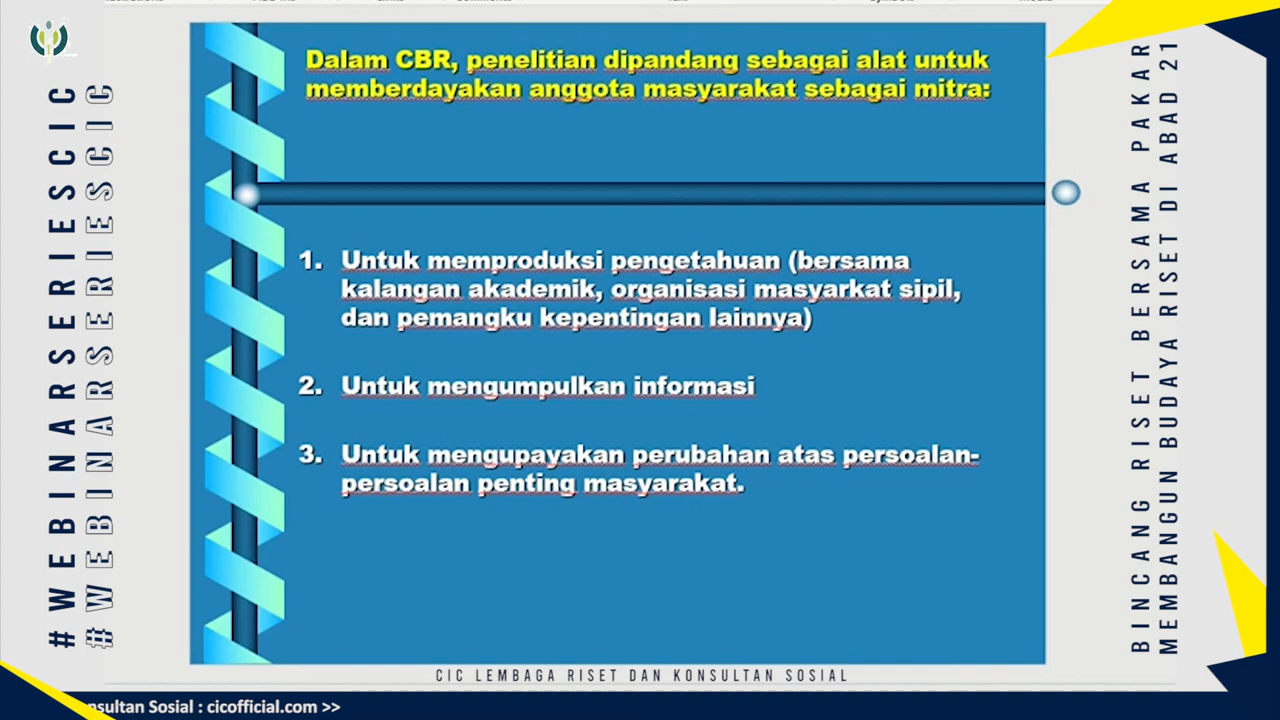 Dalam CBR, penelitian dipandang sebagai alat untuk
memberdayakan anggota masyarakat sebagai mitra:
1. Untuk memproduksi pengetahuan (bersama
kalangan akademik, organisasi masyarkat sipil,
dan pemangku kepentingan lainnya)
2. Untuk mengumpulkan informasi
3. Untuk mengupayakan perubahan atas persoalan-
persoalan penting masyarakat.
#WEBINARSERIESCIC
#WEBINARSERIESCIC
BINCANG RISET BERSAMA PAKAR
MEMBANGUN BUDAYA RISET DI ABAD 21
CIC LEMBAGA RISET DAN KONSULTAN SOSIAL
Sosial : cicofficial.com >>